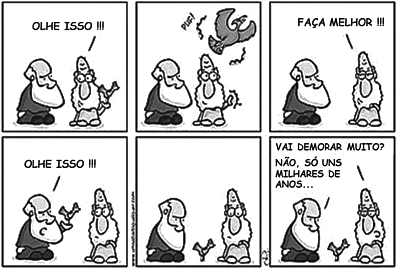 OLHE ISSO !!!
PUF!
FAÇA MELHOR !!!
OLHE ISSO !!!
VAI DEMORAR MUITO?
NÃO, SÓ UNS
MILHARES DE
ANOS...